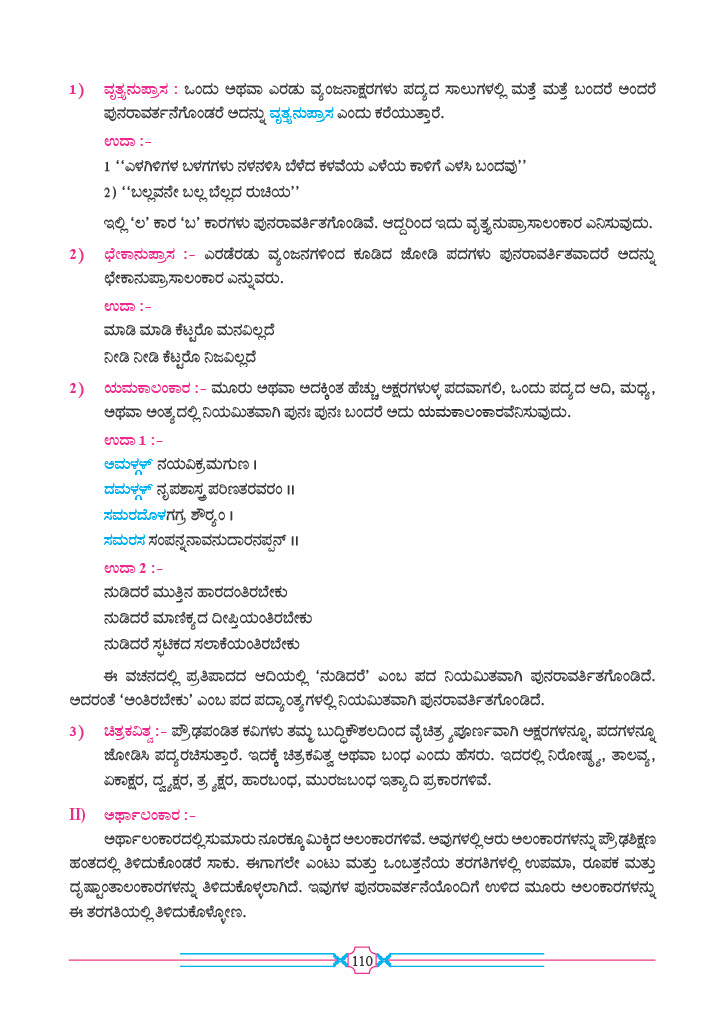 1) ವೃತ್ತ್ಯನುಪ್ರಾಸ : ಒಂದು ಅಥವಾ ಎರಡು ವ್ಯಂಜನಾಕ್ಷರಗಳು ಪದ್ಯದ ಸಾಲುಗಳಲ್ಲಿ ಮತ್ತೆ ಮತ್ತೆ ಬಂದರೆ ಅಂದರೆ
ಪುನರಾವರ್ತನೆಗೊಂಡರೆ ಅದನ್ನು ವೃತ್ತ್ಯನುಪ್ರಾಸ ಎಂದು ಕರೆಯುತ್ತಾರೆ.
ಉದಾ :-
1 ‘‘ಎಳಗಿಳಿಗಳ ಬಳಗಗಳು ನಳನಳಿಸಿ ಬೆಳೆದ ಕಳವೆಯ ಎಳೆಯ ಕಾಳಿಗೆ ಎಳಸಿ ಬಂದವು’’
2) ‘‘ಬಲ್ಲವನೇ ಬಲ್ಲ ಬೆಲ್ಲದ ರುಚಿಯ’’
ಇಲ್ಲಿ ‘ಲ’ ಕಾರ ‘ಬ’ ಕಾರಗಳು ಪುನರಾವರ್ತಿತಗೊಂಡಿವೆ. ಆದ್ದರಿಂದ ಇದು ವೃತ್ತ್ಯನುಪ್ರಾಸಾಲಂಕಾರ ಎನಿಸುವುದು.
2) ಛೇಕಾನುಪ್ರಾಸ :- ಎರಡೆರಡು ವ್ಯಂಜನಗಳಿಂದ ಕೂಡಿದ ಜೋಡಿ ಪದಗಳು ಪುನರಾವರ್ತಿತವಾದರೆ ಅದನ್ನು
ಛೇಕಾನುಪ್ರಾಸಾಲಂಕಾರ ಎನ್ನುವರು.
ಉದಾ :-
ಮಾಡಿ ಮಾಡಿ ಕೆಟ್ಟರೊ ಮನವಿಲ್ಲದೆ
ನೀಡಿ ನೀಡಿ ಕೆಟ್ಟರೊ ನಿಜವಿಲ್ಲದೆ
2) ಯಮಕಾಲಂಕಾರ :- ಮೂರು ಅಥವಾ ಅದಕ್ಕಿಂತ ಹೆಚ್ಚು ಅಕ್ಷರಗಳುಳ್ಳ ಪದವಾಗಲಿ, ಒಂದು ಪದ್ಯದ ಆದಿ, ಮಧ್ಯ,
ಅಥವಾ ಅಂತ್ಯದಲ್ಲಿ ನಿಯಮಿತವಾಗಿ ಪುನಃ ಪುನಃ ಬಂದರೆ ಅದು ಯಮಕಾಲಂಕಾರವೆನಿಸುವುದು.
ಉದಾ 1 :-
ಅಮಳ್ಗಳ್ ನಯವಿಕ್ರಮಗುಣ ।
ದಮಳ್ಗಳ್ ನೃಪಶಾಸ್ತ್ರ ಪರಿಣತರವರಂ ॥
ಸಮರದೊಳಗಗ್ರ ಶೌರ್‍ಯಂ ।
ಸಮರಸ ಸಂಪನ್ನನಾವನುದಾರನಪ್ಪನ್ ॥
ಉದಾ 2 :-
ನುಡಿದರೆ ಮುತ್ತಿನ ಹಾರದಂತಿರಬೇಕು
ನುಡಿದರೆ ಮಾಣಿಕ್ಯದ ದೀಪ್ತಿಯಂತಿರಬೇಕು
ನುಡಿದರೆ ಸ್ಫಟಿಕದ ಸಲಾಕೆಯಂತಿರಬೇಕು
ಈ ವಚನದಲ್ಲಿ ಪ್ರತಿಪಾದದ ಆದಿಯಲ್ಲಿ ‘ನುಡಿದರೆ’ ಎಂಬ ಪದ ನಿಯಮಿತವಾಗಿ ಪುನರಾವರ್ತಿತಗೊಂಡಿದೆ.
ಅದರಂತೆ ‘ಅಂತಿರಬೇಕು’ ಎಂಬ ಪದ ಪದ್ಯಾಂತ್ಯಗಳಲ್ಲಿ ನಿಯಮಿತವಾಗಿ ಪುನರಾವರ್ತಿತಗೊಂಡಿದೆ.
3) ಚಿತ್ರಕವಿತ್ವ :- ಪ್ರೌಢಪಂಡಿತ ಕವಿಗಳು ತಮ್ಮ ಬುದ್ಧಿಕೌಶಲದಿಂದ ವೈಚಿತ್ರ್ಯಪೂರ್ಣವಾಗಿ ಅಕ್ಷರಗಳನ್ನೂ, ಪದಗಳನ್ನೂ
ಜೋಡಿಸಿ ಪದ್ಯರಚಿಸುತ್ತಾರೆ. ಇದಕ್ಕೆ ಚಿತ್ರಕವಿತ್ವ ಅಥವಾ ಬಂಧ ಎಂದು ಹೆಸರು. ಇದರಲ್ಲಿ ನಿರೋಷ್ಠ್ಯ, ತಾಲವ್ಯ,
ಏಕಾಕ್ಷರ, ದ್ವ್ಯಕ್ಷರ, ತ್ರ್ಯಕ್ಷರ, ಹಾರಬಂಧ, ಮುರಜಬಂಧ ಇತ್ಯಾದಿ ಪ್ರಕಾರಗಳಿವೆ.
II) ಅರ್ಥಾಲಂಕಾರ :-
ಅರ್ಥಾಲಂಕಾರದಲ್ಲಿ ಸುಮಾರು ನೂರಕ್ಕೂ ಮಿಕ್ಕಿದ ಅಲಂಕಾರಗಳಿವೆ. ಅವುಗಳಲ್ಲಿ ಆರು ಅಲಂಕಾರಗಳನ್ನು ಪ್ರೌಢಶಿಕ್ಷಣ
ಹಂತದಲ್ಲಿ ತಿಳಿದುಕೊಂಡರೆ ಸಾಕು. ಈಗಾಗಲೇ ಎಂಟು ಮತ್ತು ಒಂಬತ್ತನೆಯ ತರಗತಿಗಳಲ್ಲಿ ಉಪಮಾ, ರೂಪಕ ಮತ್ತು
ದೃಷ್ಟಾಂತಾಲಂಕಾರಗಳನ್ನು ತಿಳಿದುಕೊಳ್ಳಲಾಗಿದೆ. ಇವುಗಳ ಪುನರಾವರ್ತನೆಯೊಂದಿಗೆ ಉಳಿದ ಮೂರು ಅಲಂಕಾರಗಳನ್ನು
ಈ ತರಗತಿಯಲ್ಲಿ ತಿಳಿದುಕೊಳ್ಳೋಣ.
110